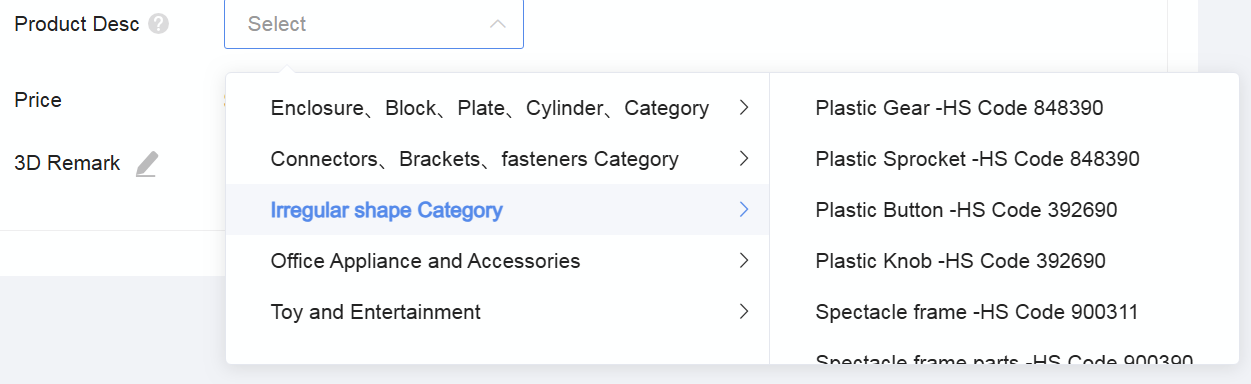 Product Desc ?
Select
Price
3D Remark
Enclosure、Block、Plate、Cylinder、Category
Connectors、Brackets、fasteners Category
Irregular shape Category
Office Appliance and Accessories
Toy and Entertainment
Plastic Gear -HS Code 848390
Plastic Sprocket -HS Code 848390
Plastic Button -HS Code 392690
Plastic Knob -HS Code 392690
Spectacle frame -HS Code 900311
Spectacle frame parts -HS Code 900390